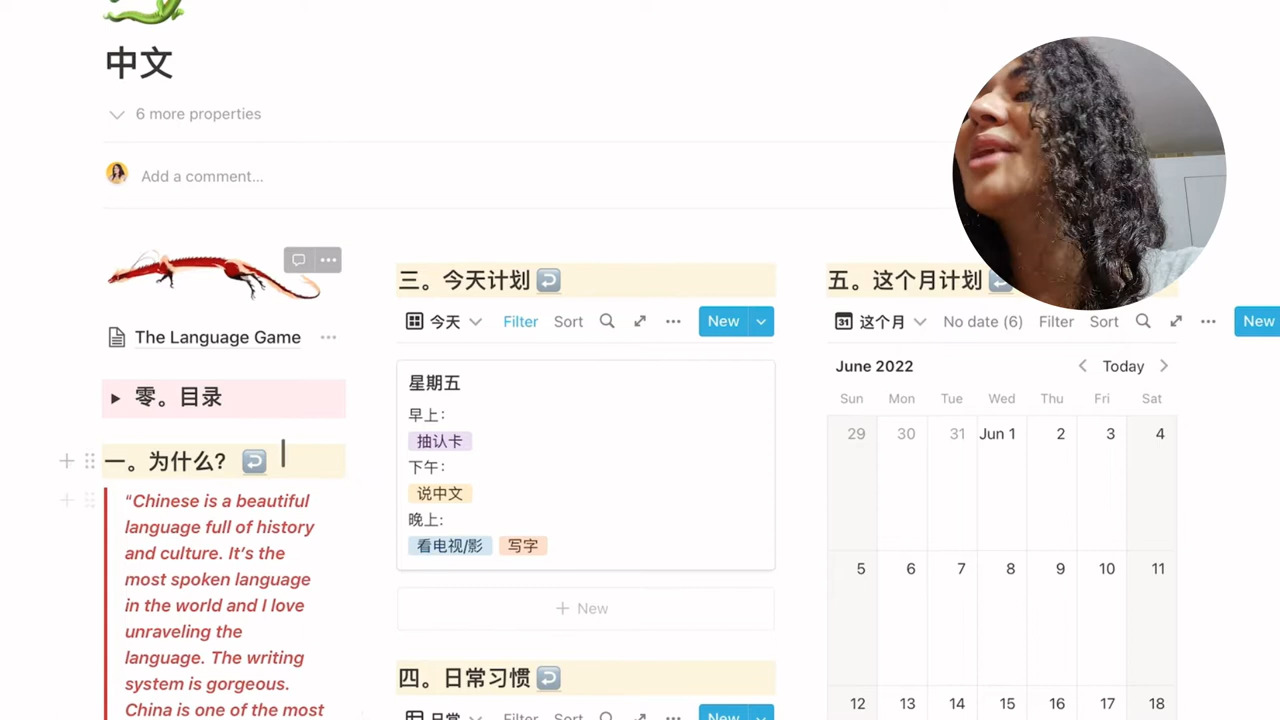 中文
6 more properties
Add a comment...
The Language Game
零。目录
一。为什么?
"Chinese is a beautiful
language full of history
and culture. It's the
most spoken language
in the world and I love
unraveling the
language. The writing
system is gorgeous.
China is one of the most
三。今天计划
今天 Filter Sort New
星期五
早上:
抽认卡
下午:
说中文
晚上:
看电视/影 写字
+ New
四。日常习惯
日常 Filter Sort New
五。这个月计划
31 这个月 No date (6) Filter Sort New
June 2022 Today
Sun Mon Tue Wed Thu Fri Sat
29 30 31 Jun 1 2 3 4
5 6 7 8 9 10 11
12 13 14 15 16 17 18